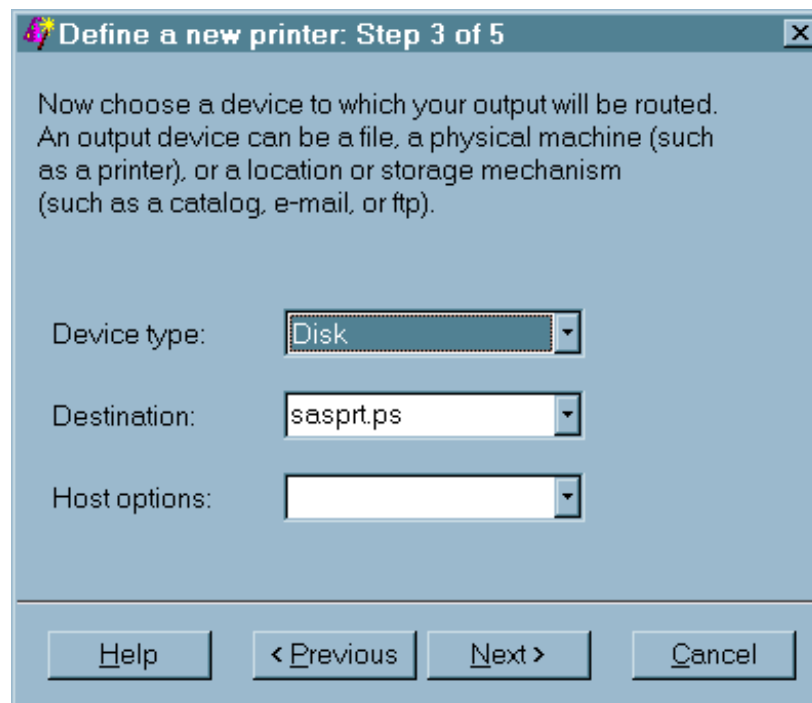 Define a new printer: Step 3 of 5
Now choose a device to which your output will be routed.
An output device can be a file, a physical machine (such
as a printer), or a location or storage mechanism
(such as a catalog, e-mail, or ftp).
Device type: Disk
Destination: sasprt.ps
Host options:
Help < Previous Next > Cancel